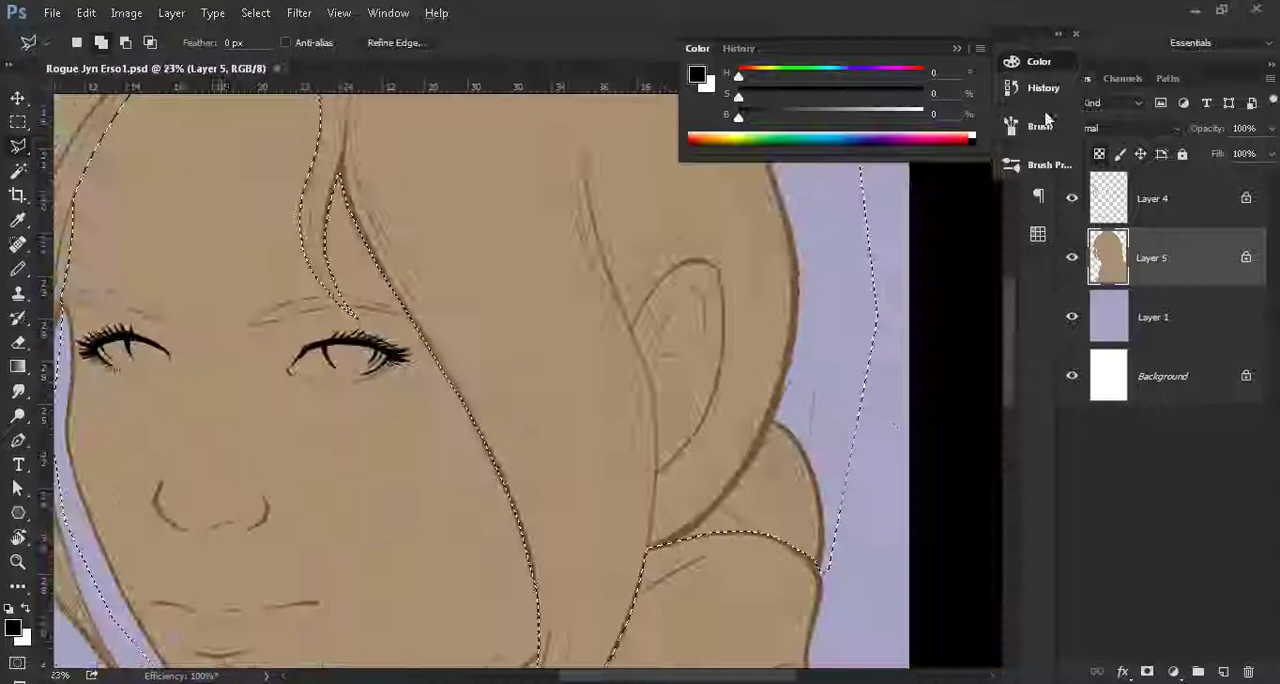 Ps File Edit Image Layer Type Select Filter View Window Help
Feather: 0 px Anti-alias Refine Edge... Essentials
Rogue Jyn Erso1.psd @ 23% (Layer 5, RGB/8)
Color History
H 0 °
S 0 %
B 0 %
Color
History
Brush
Brush Pr...
rs Channels Paths
Kind
mal Opacity: 100%
Fill: 100%
Layer 4
Layer 5
Layer 1
Background
23% Efficiency: 100%*